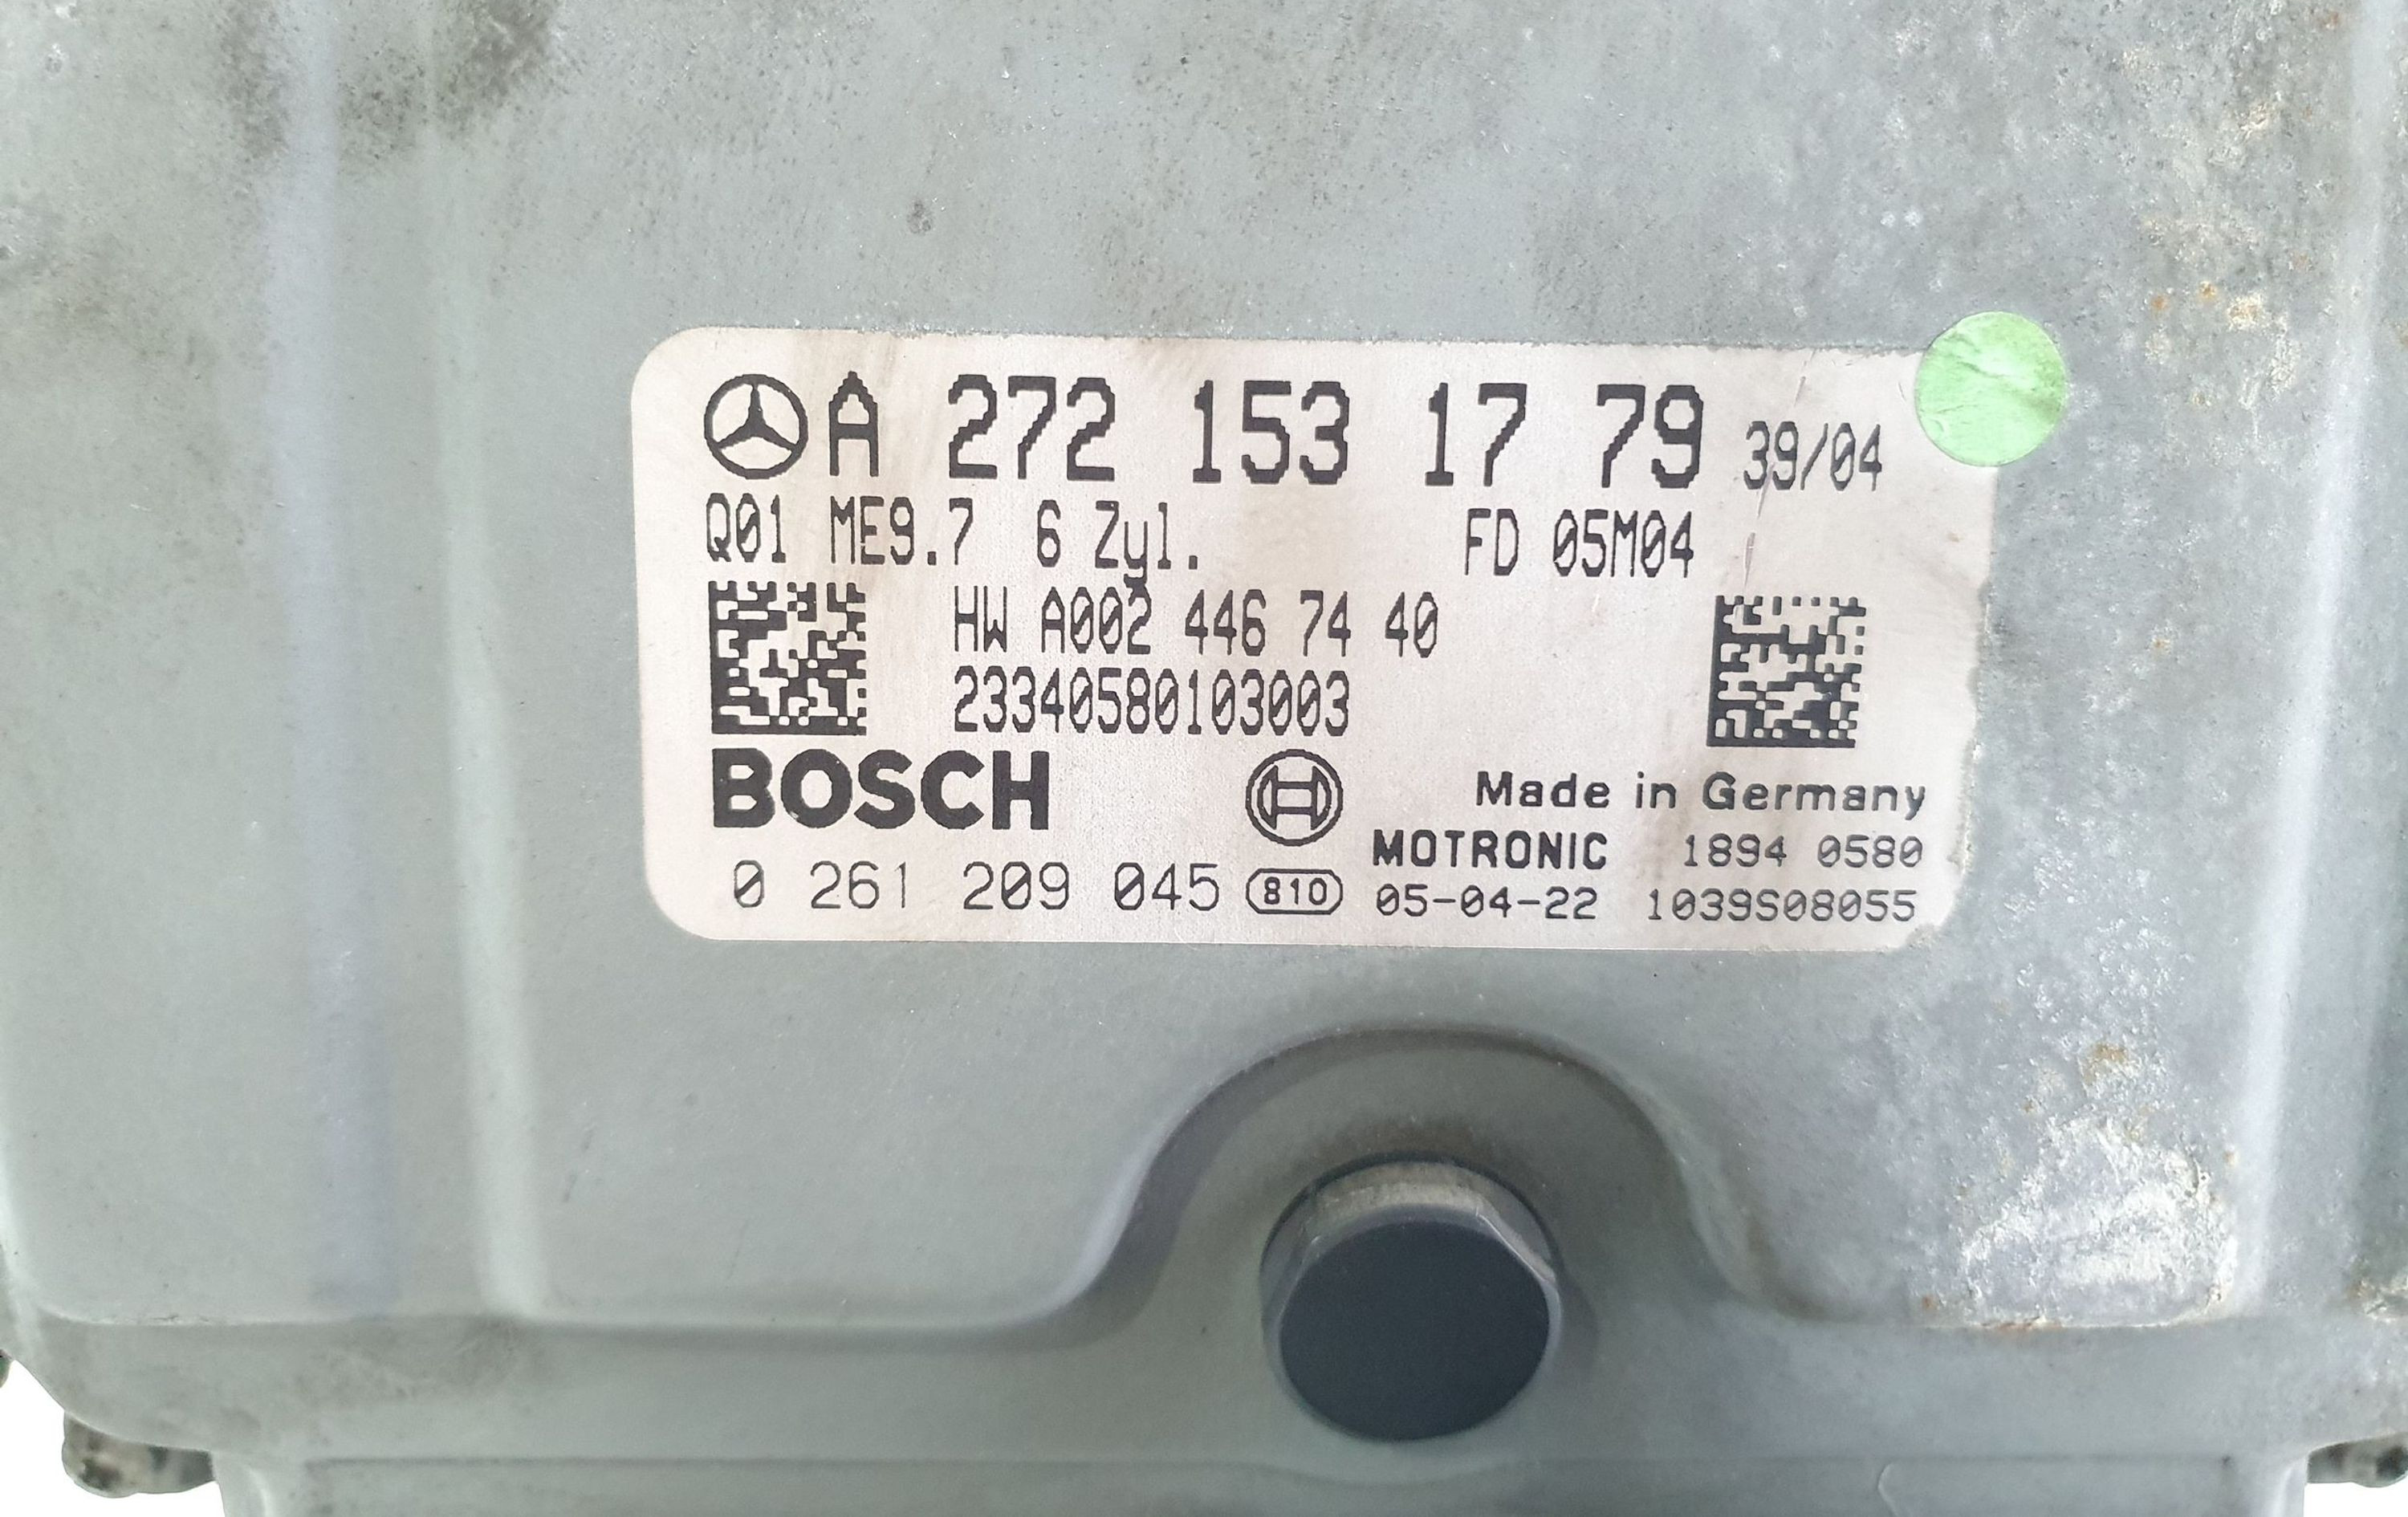 A 272 153 17 79 39/04
Q01 ME9.7 6 Zyl. FD 05M04
HW A002 446 74 40
23340580103003
BOSCH
Made in Germany
MOTRONIC 1894 0580
0 261 209 045 810 05-04-22 1039S08055